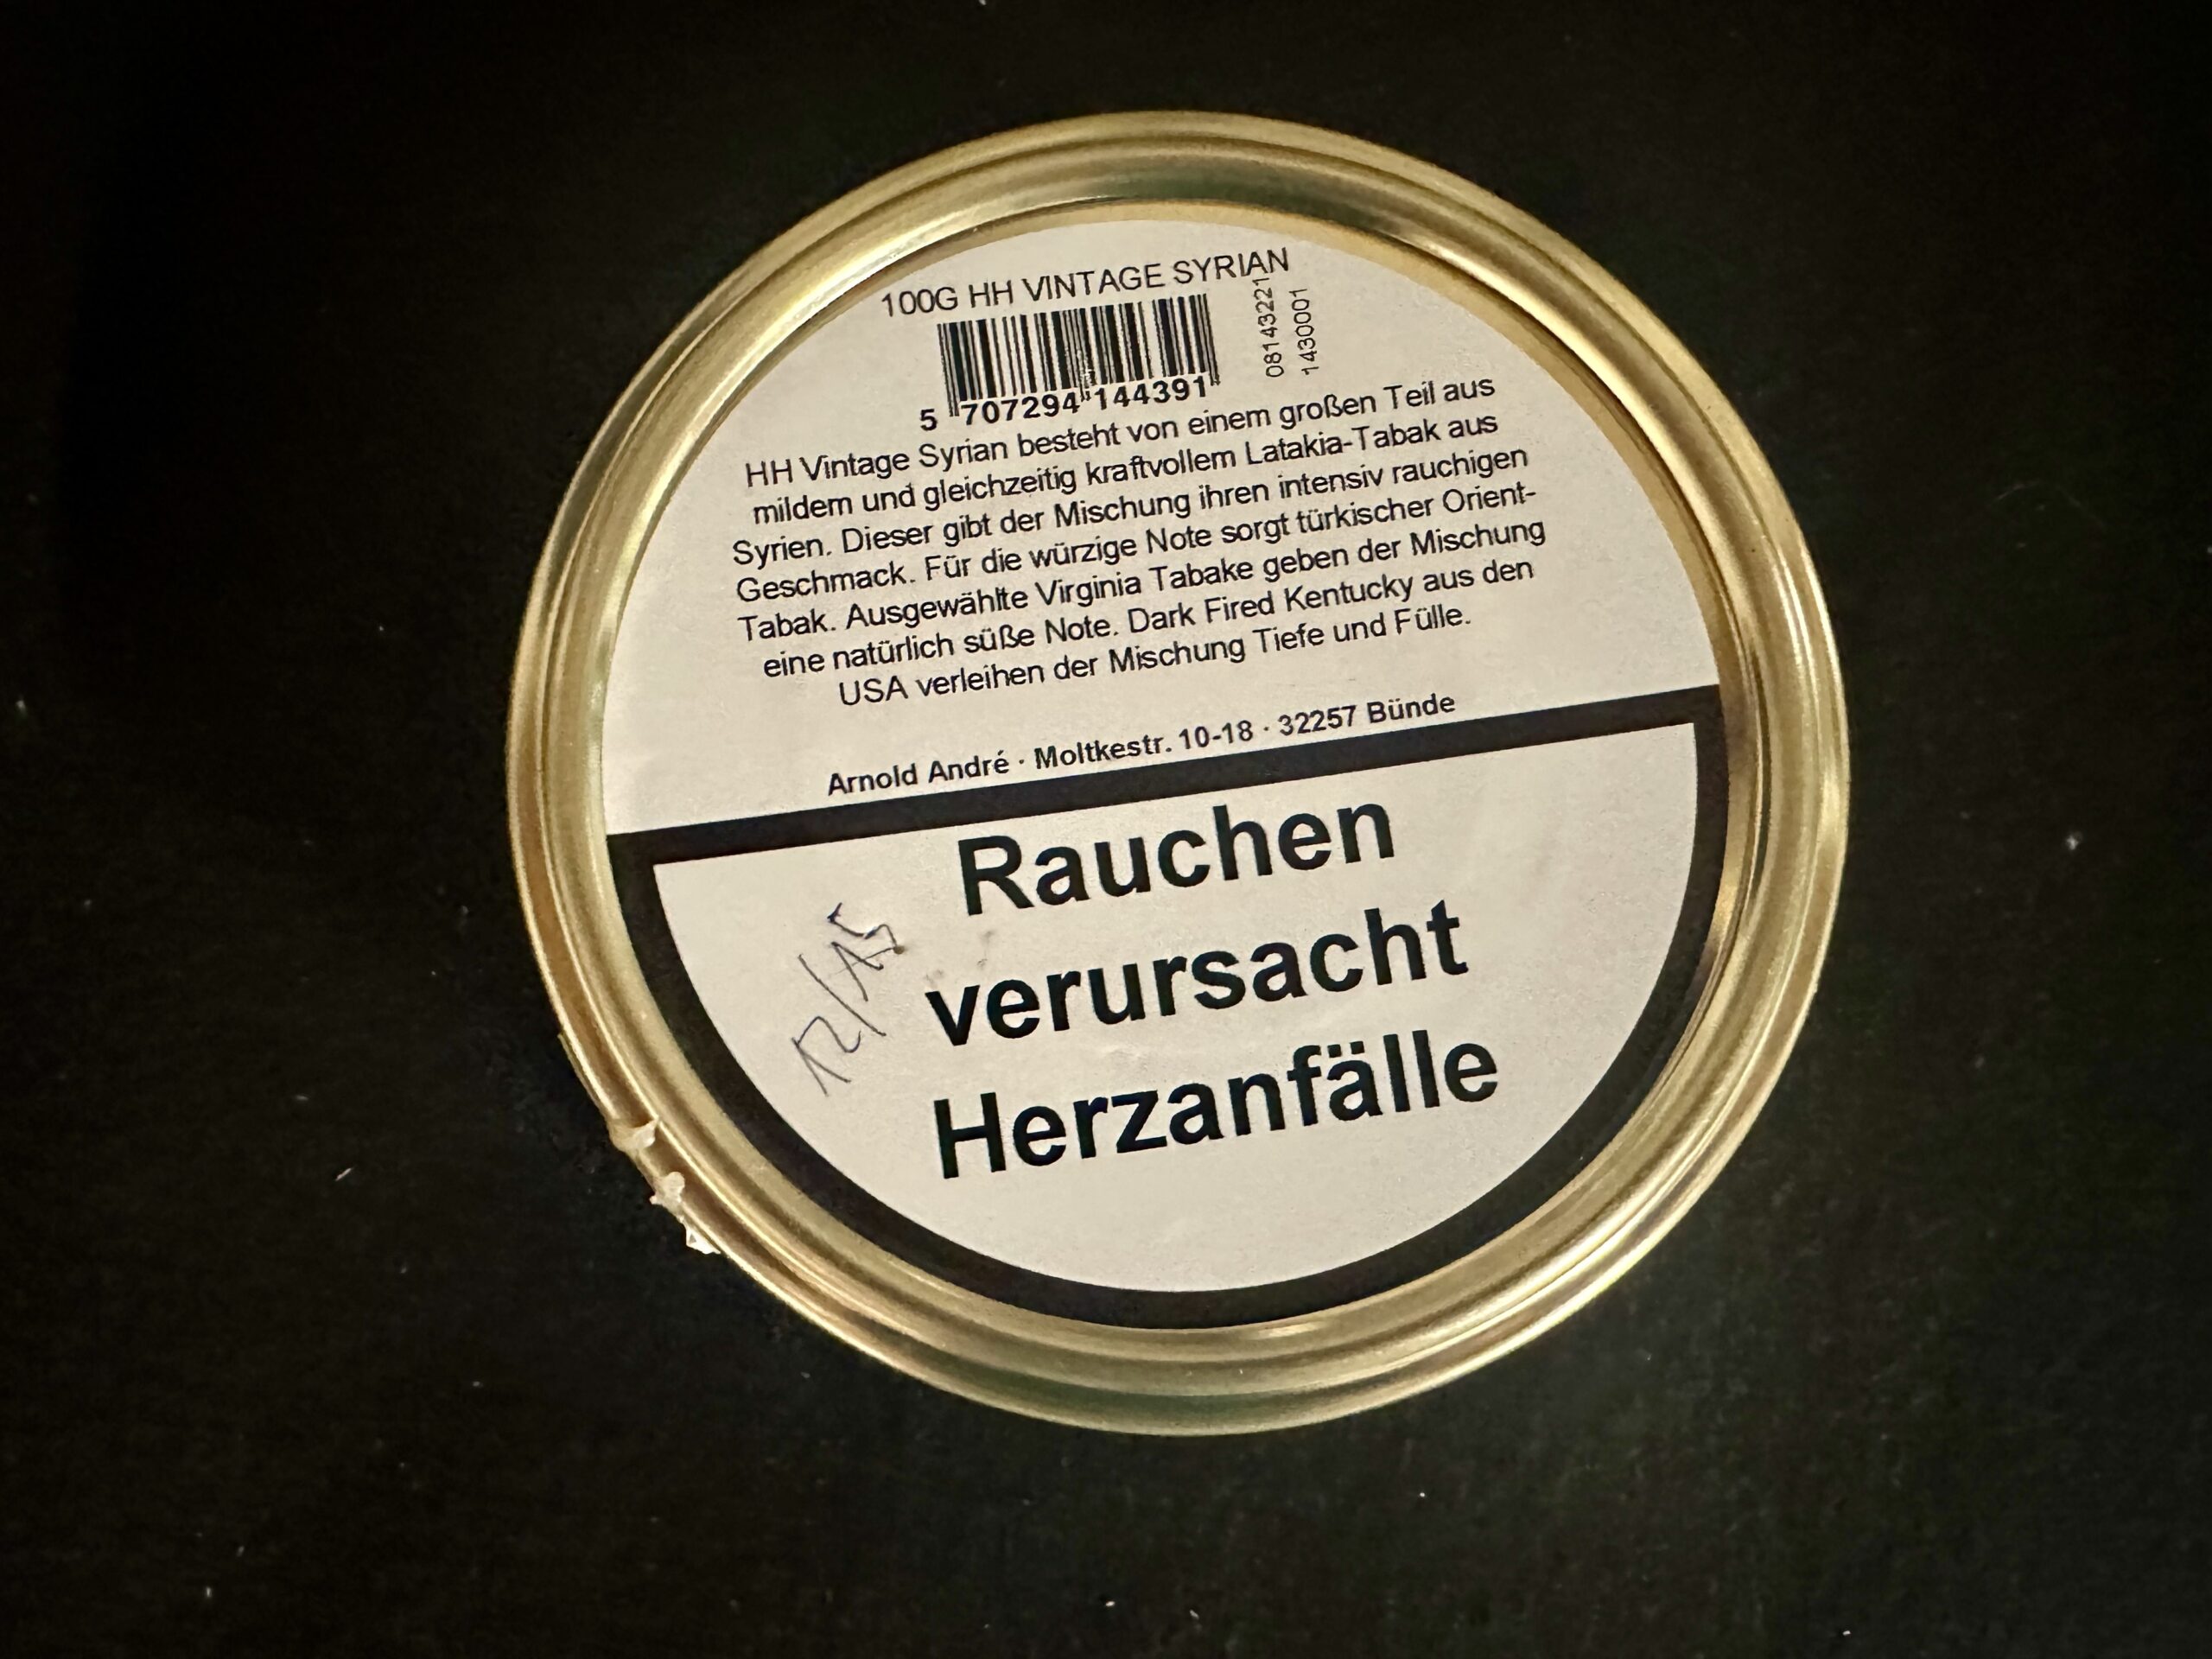 100G HH VINTAGE SYRIAN
08143221
1430001
5 707294 144391
HH Vintage Syrian besteht von einem großen Teil aus
mildem und gleichzeitig kraftvollem Latakia-Tabak aus
Syrien. Dieser gibt der Mischung ihren intensiv rauchigen
Geschmack. Für die würzige Note sorgt türkischer Orient-
Tabak. Ausgewählte Virginia Tabake geben der Mischung
eine natürlich süße Note. Dark Fired Kentucky aus den
USA verleihen der Mischung Tiefe und Fülle.
Arnold André · Moltkestr. 10-18 · 32257 Bünde
Rauchen
verursacht
Herzanfälle
12/15